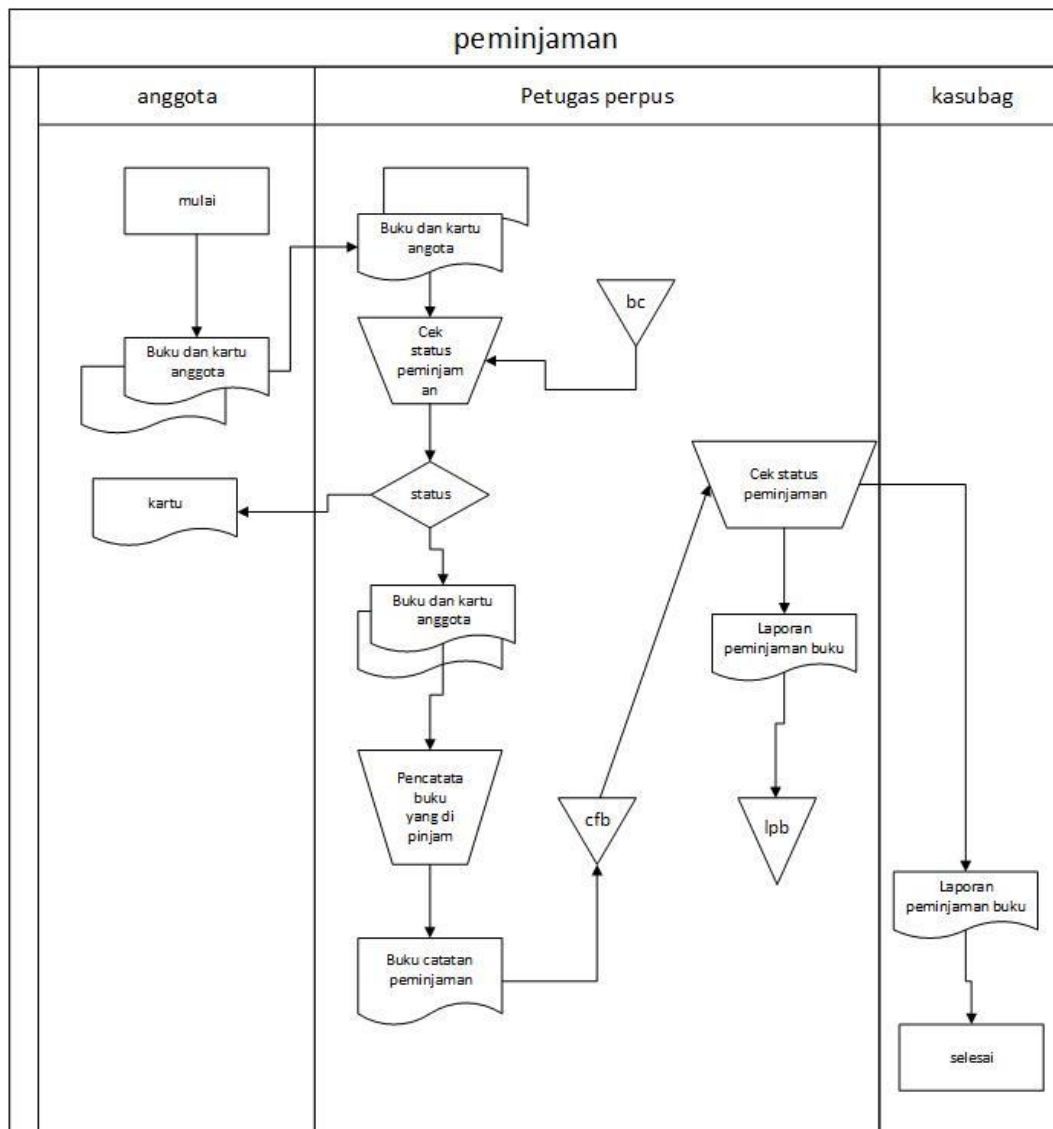 peminjaman
anggota
Petugas perpus
kasubag
mulai
Buku dan kartu
anggota
kartu
Buku dan kartu
angota
bc
Cek
status
peminjam
an
status
Buku dan kartu
anggota
Pencatata
buku
yang di
pinjam
Buku catatan
peminjaman
cfb
Cek status
peminjaman
Laporan
peminjaman buku
lpb
Laporan
peminjaman buku
selesai